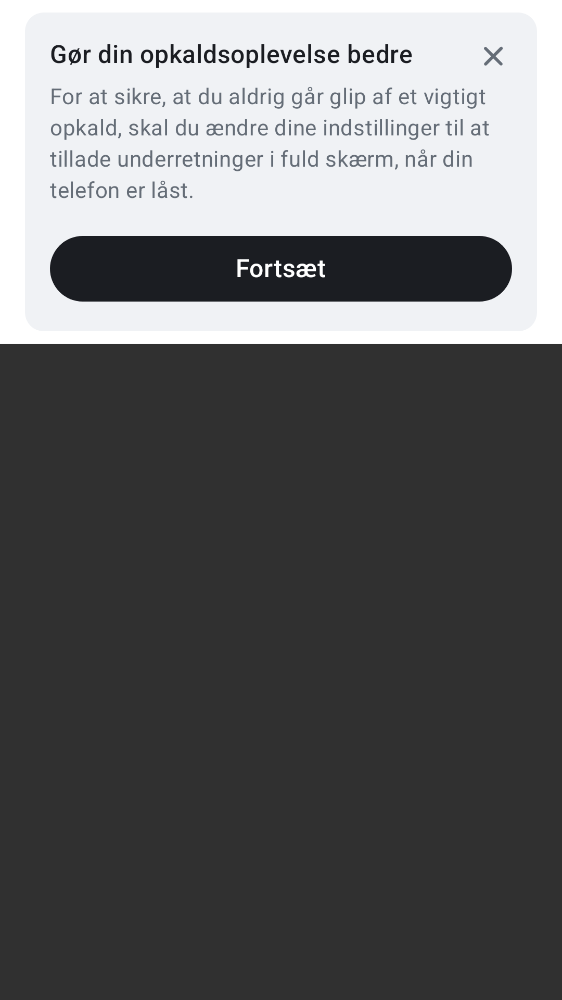 Gør din opkaldsoplevelse bedre
For at sikre, at du aldrig går glip af et vigtigt
opkald, skal du ændre dine indstillinger til at
tillade underretninger i fuld skærm, når din
telefon er låst.
Fortsæt